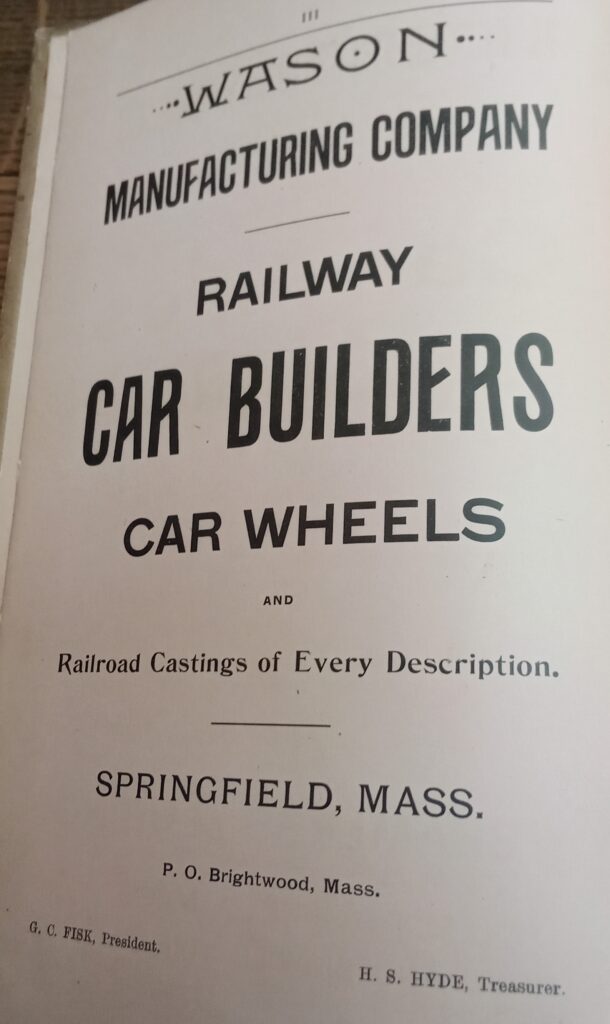 III
WASON
MANUFACTURING COMPANY
RAILWAY
CAR BUILDERS
CAR WHEELS
AND
Railroad Castings of Every Description.
SPRINGFIELD, MASS.
P. O. Brightwood, Mass.
G. C. FISK, President.
H. S. HYDE, Treasurer.